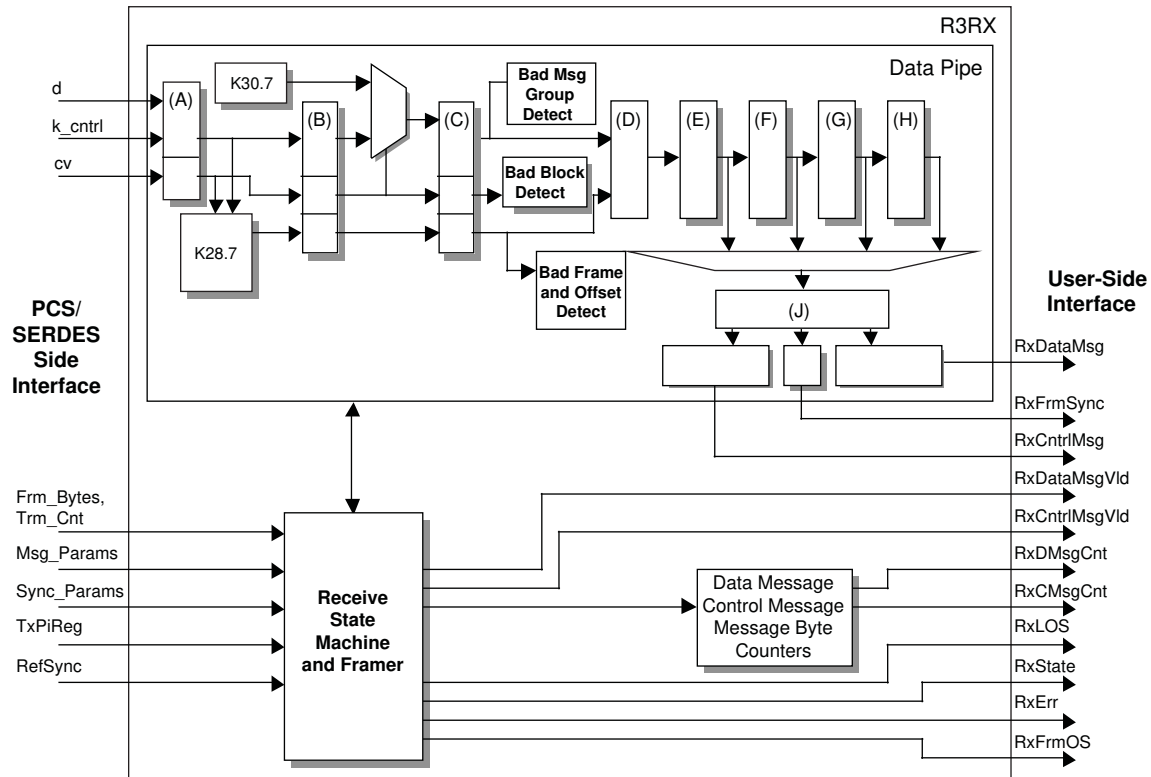 R3RX
Data Pipe
d
k_cntrl
cv
(A)
K30.7
(B)
(C)
Bad Msg
Group
Detect
(D)
(E)
(F)
(G)
(H)
Bad Block
Detect
K28.7
Bad Frame
and Offset
Detect
(J)
PCS/
SERDES
Side
Interface
User-Side
Interface
RxDataMsg
RxFrmSync
RxCntrlMsg
RxDataMsgVld
RxCntrlMsgVld
RxDMsgCnt
RxCMsgCnt
RxLOS
RxState
RxErr
RxFrmOS
Frm_Bytes,
Trm_Cnt
Msg_Params
Sync_Params
TxPiReg
RefSync
Receive
State
Machine
and Framer
Data Message
Control Message
Message Byte
Counters